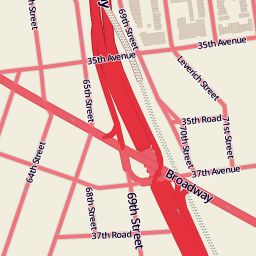 69th Street
35th Avenue
35th Avenue
Leverich Street
65th Street
35th Road
70th Street
71st Street
64th Street
37th Avenue
Broadway
68th Street
69th Street
37th Road